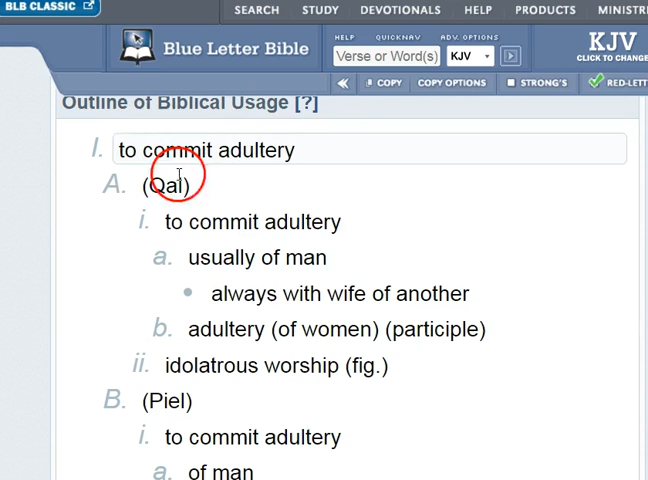 BLB CLASSIC
SEARCH STUDY DEVOTIONALS HELP PRODUCTS MINISTR
HELP QUICKNAV ADV. OPTIONS
Blue Letter Bible Verse or Word(s) KJV KJV
CLICK TO CHANGE
COPY COPY OPTIONS STRONG'S RED-LETT
Outline of Biblical Usage [?]
I. to commit adultery
A. (Qal)
i. to commit adultery
a. usually of man
• always with wife of another
b. adultery (of women) (participle)
ii. idolatrous worship (fig.)
B. (Piel)
i. to commit adultery
a. of man